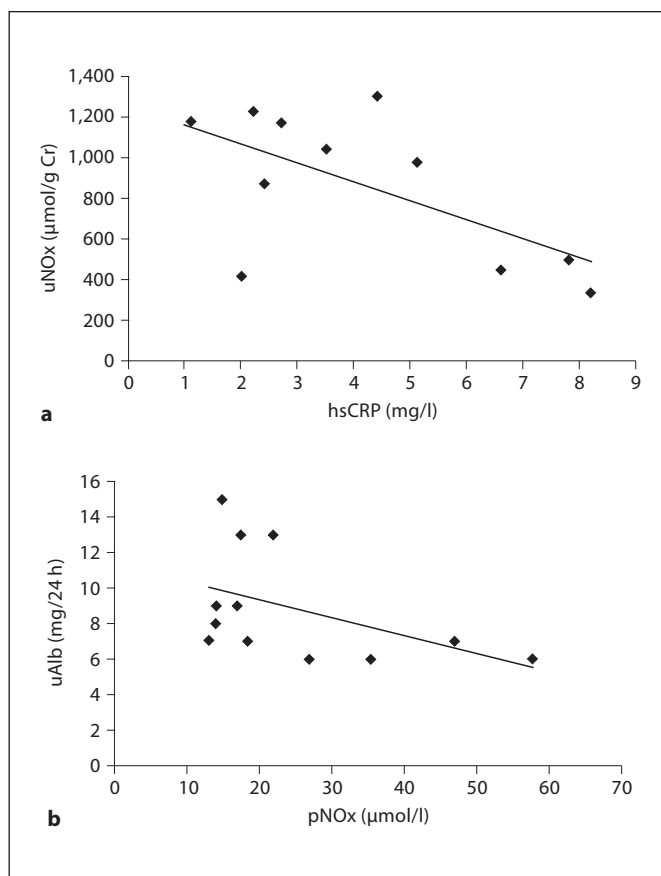 1,400
1,200
1,000
800
600
400
200
0
uNOx (μmol/g Cr)
0 1 2 3 4 5 6 7 8 9
hsCRP (mg/l)
a
16
14
12
10
8
6
4
2
0
uAlb (mg/24 h)
0 10 20 30 40 50 60 70
pNOx (μmol/l)
b